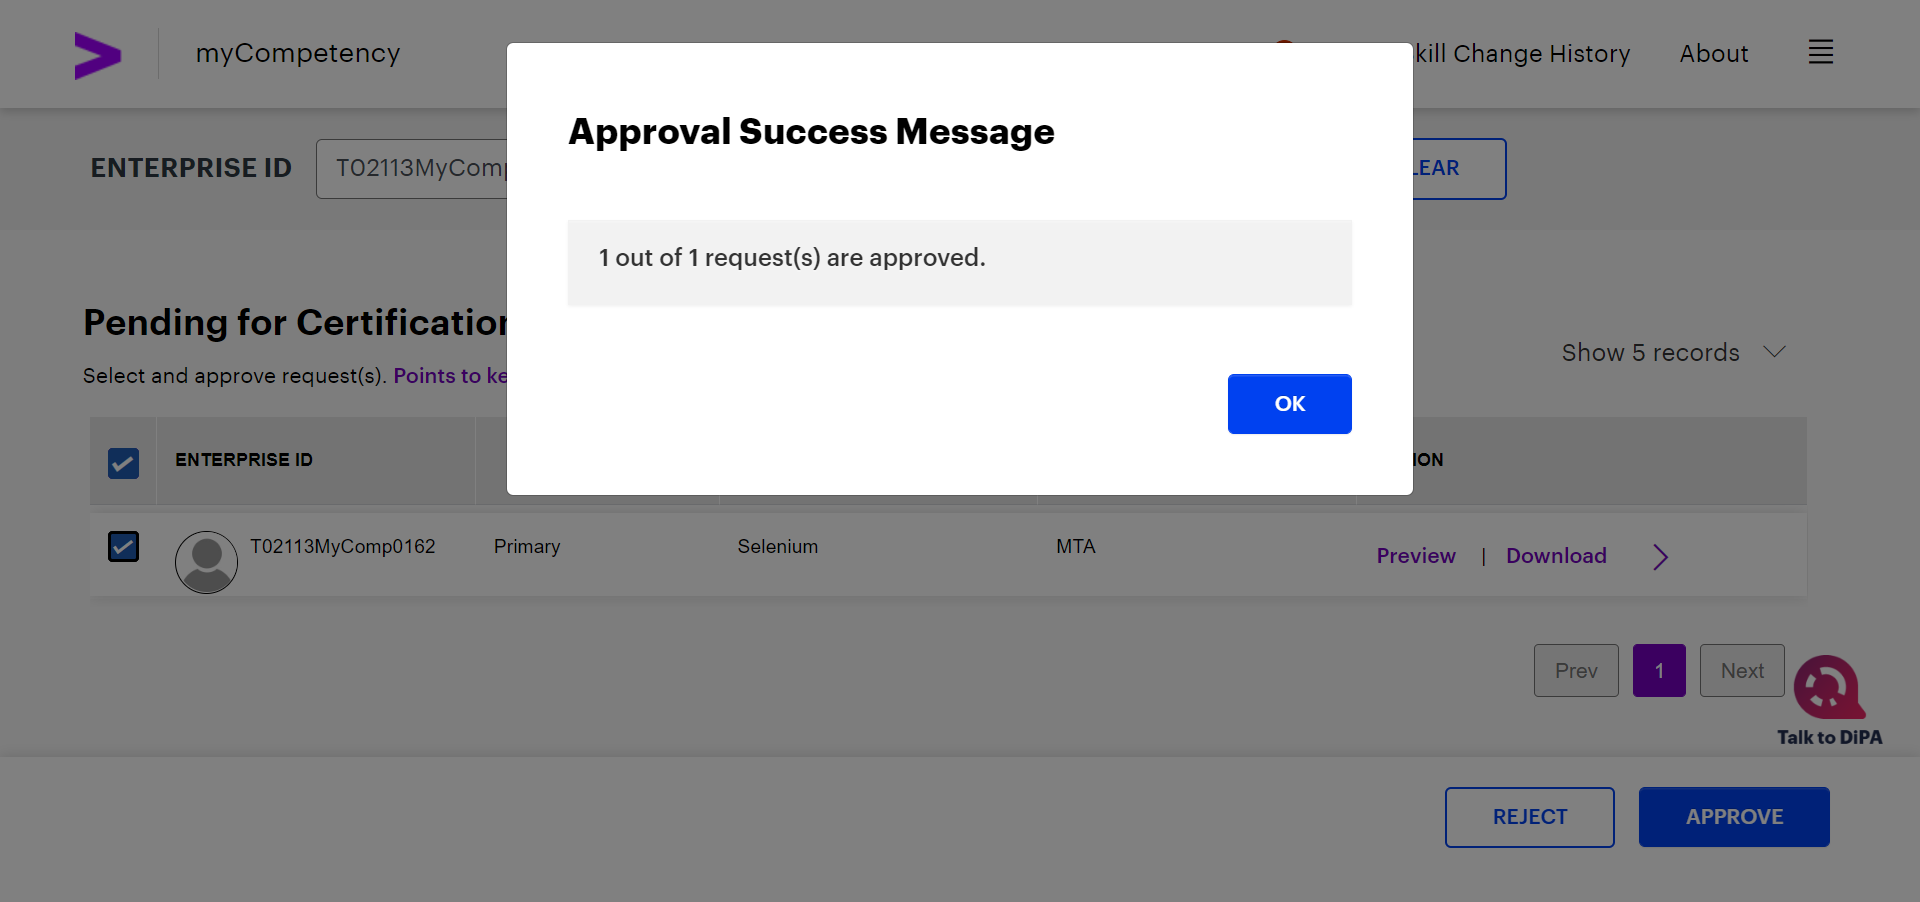 myCompetency
kill Change History
About
Approval Success Message
ENTERPRISE ID
T02113MyComp
LEAR
1 out of 1 request(s) are approved.
Pending for Certification
Show 5 records
Select and approve request(s). Points to ke
OK
ENTERPRISE ID
ION
T02113MyComp0162
Primary
Selenium
MTA
Preview | Download
Prev
1
Next
Talk to DiPA
REJECT
APPROVE